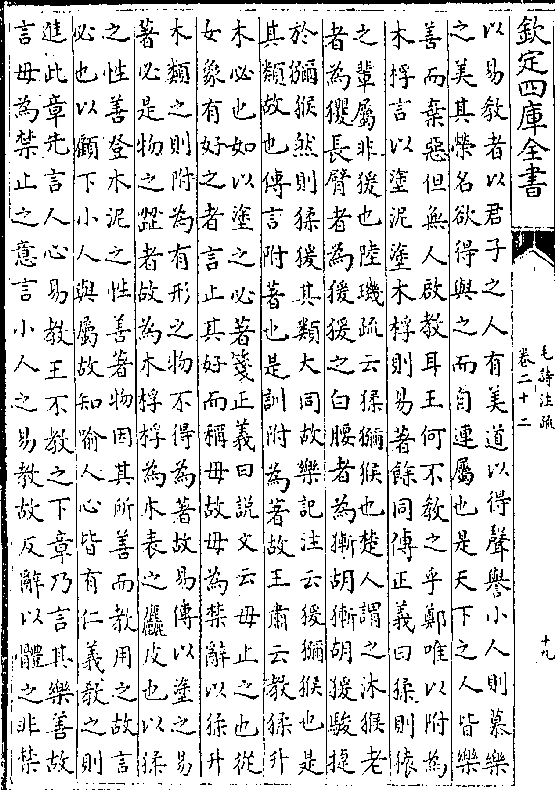 欽定四庫全書
毛詩注疏
卷二十二
十九
以易教者以君子之人有美道以得聲譽小人則慕樂
之美其榮名欲得與之而自連屬也是天下之人皆樂
善而棄惡但無人啟教耳王何不教之乎鄭唯以附為
木桴言以塗泥塗木桴則易著餘同傳正義曰猱則猿
之輩屬非猨也陸璣疏云猱獼猴也楚人謂之沐猴老
者為玃長臂者為猨猨之白腰者為獑胡獑胡猨駿捷
於獼猴然則猱猨其類大同故樂記注云猨獼猴也是
其類故也傳言附著也是訓附為著故王肅云教猱升
木必也如以塗之必著箋正義曰説文云毋止之也從
女象有好之者言止其好而稱毋故毋為禁辭以猱升
木類之則附為有形之物不得為著故易傳以塗之易
著必是物之澀者故為木桴桴為木表之麤皮也以猱
之性善登木泥之性善著物因其所善而教用之故言
必也以顧下小人與屬故知喻人心皆有仁義教之則
進此章先言人心易教王不教之下章乃言其樂善故
言毋為禁止之意言小人之易教故反辭以體之非禁